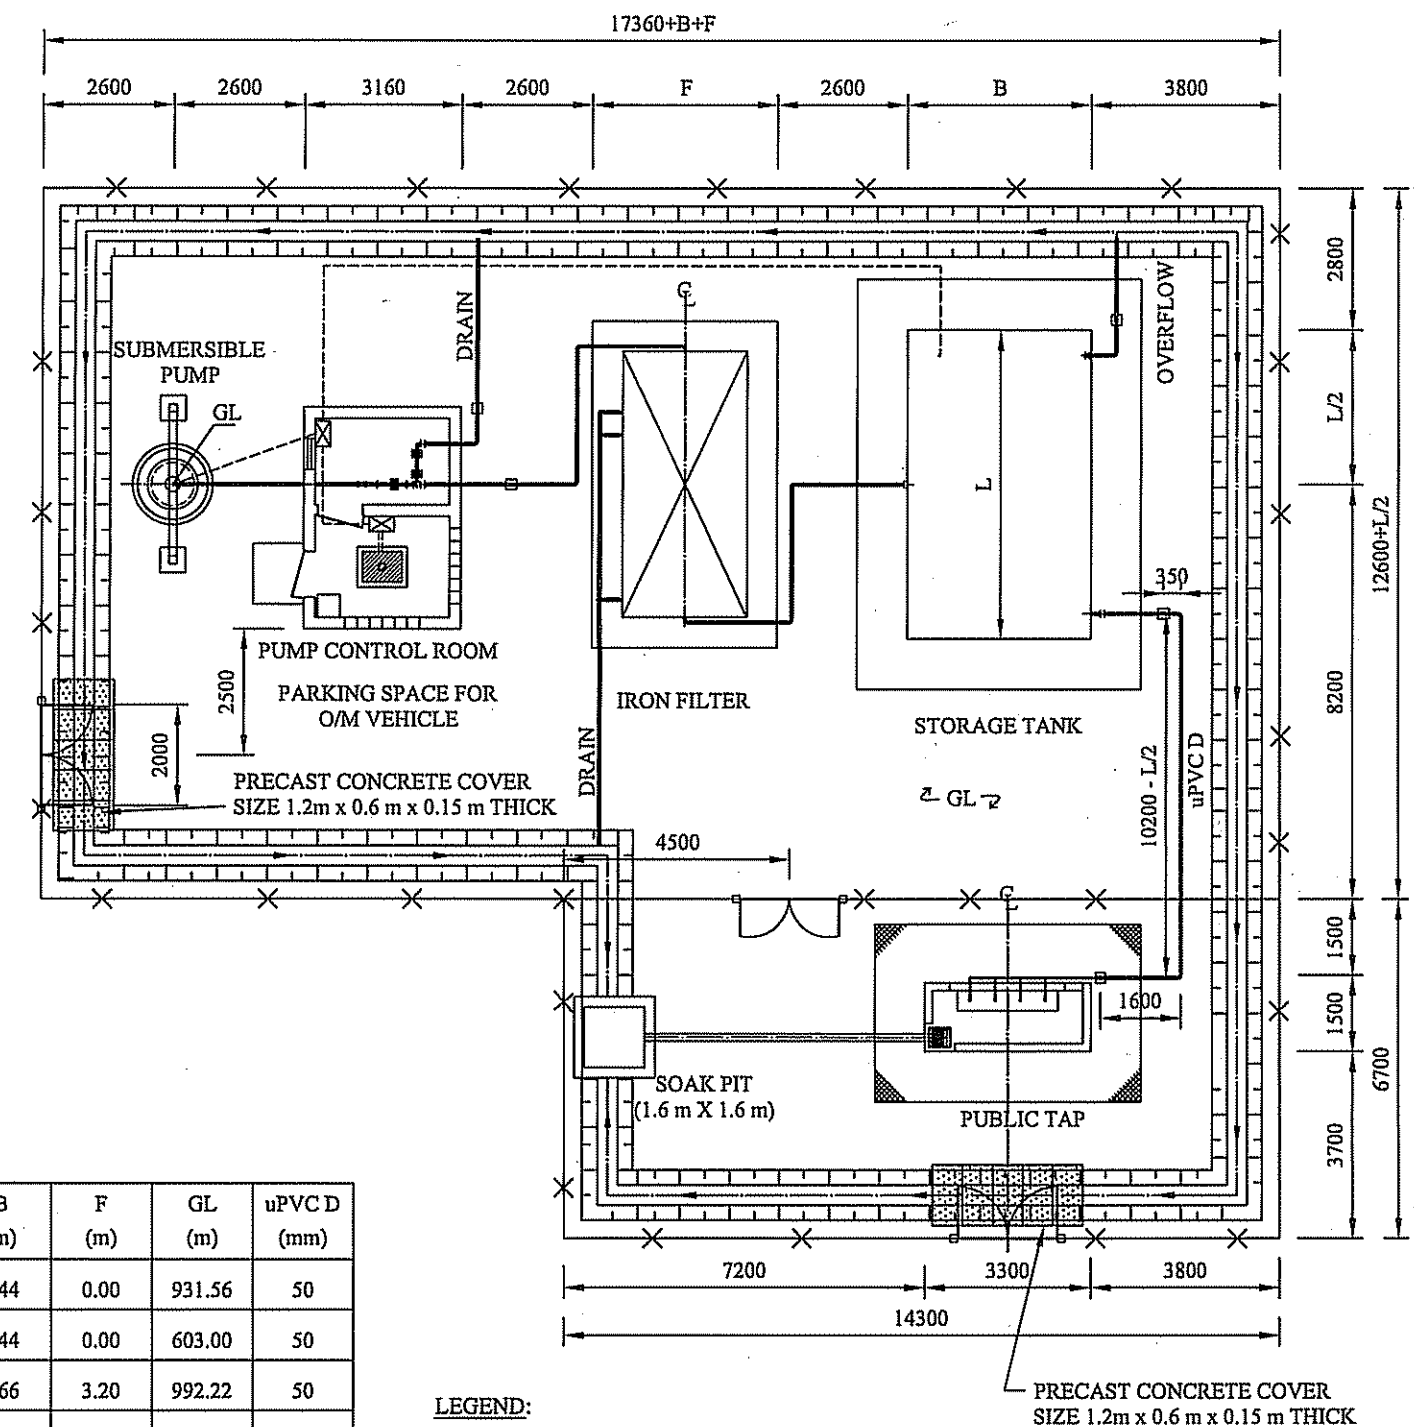 17360+B+F
2600
2600
3160
2600
F
2600
B
3800
2800
L/2
8200
12600+L/2
DRAIN
OVERFLOW
SUBMERSIBLE
PUMP
GL
L
350
PUMP CONTROL ROOM
2500
PARKING SPACE FOR
O/M VEHICLE
2000
IRON FILTER
STORAGE TANK
PRECAST CONCRETE COVER
SIZE 1.2m x 0.6 m x 0.15 m THICK
DRAIN
GL
10200 - L/2
uPVC D
4500
1500
1500
3700
6700
1600
SOAK PIT
(1.6 m X 1.6 m)
PUBLIC TAP
7200
3300
3800
14300
PRECAST CONCRETE COVER
SIZE 1.2m x 0.6 m x 0.15 m THICK
LEGEND:
B F GL uPVC D
(m) (m) (mm)
44 0.00 931.56 50
44 0.00 603.00 50
66 3.20 992.22 50